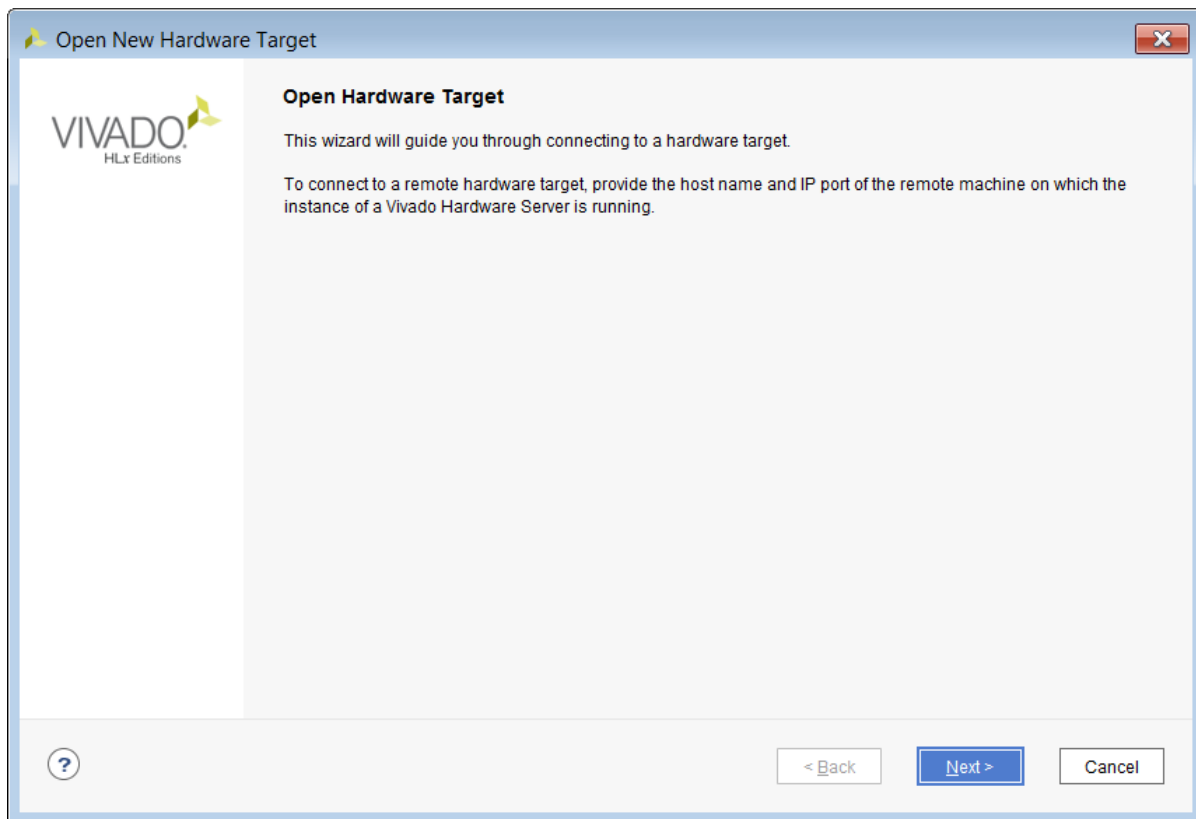 Open New Hardware Target
VIVADO.
HLx Editions
Open Hardware Target
This wizard will guide you through connecting to a hardware target.
To connect to a remote hardware target, provide the host name and IP port of the remote machine on which the
instance of a Vivado Hardware Server is running.
?
< Back
Next >
Cancel